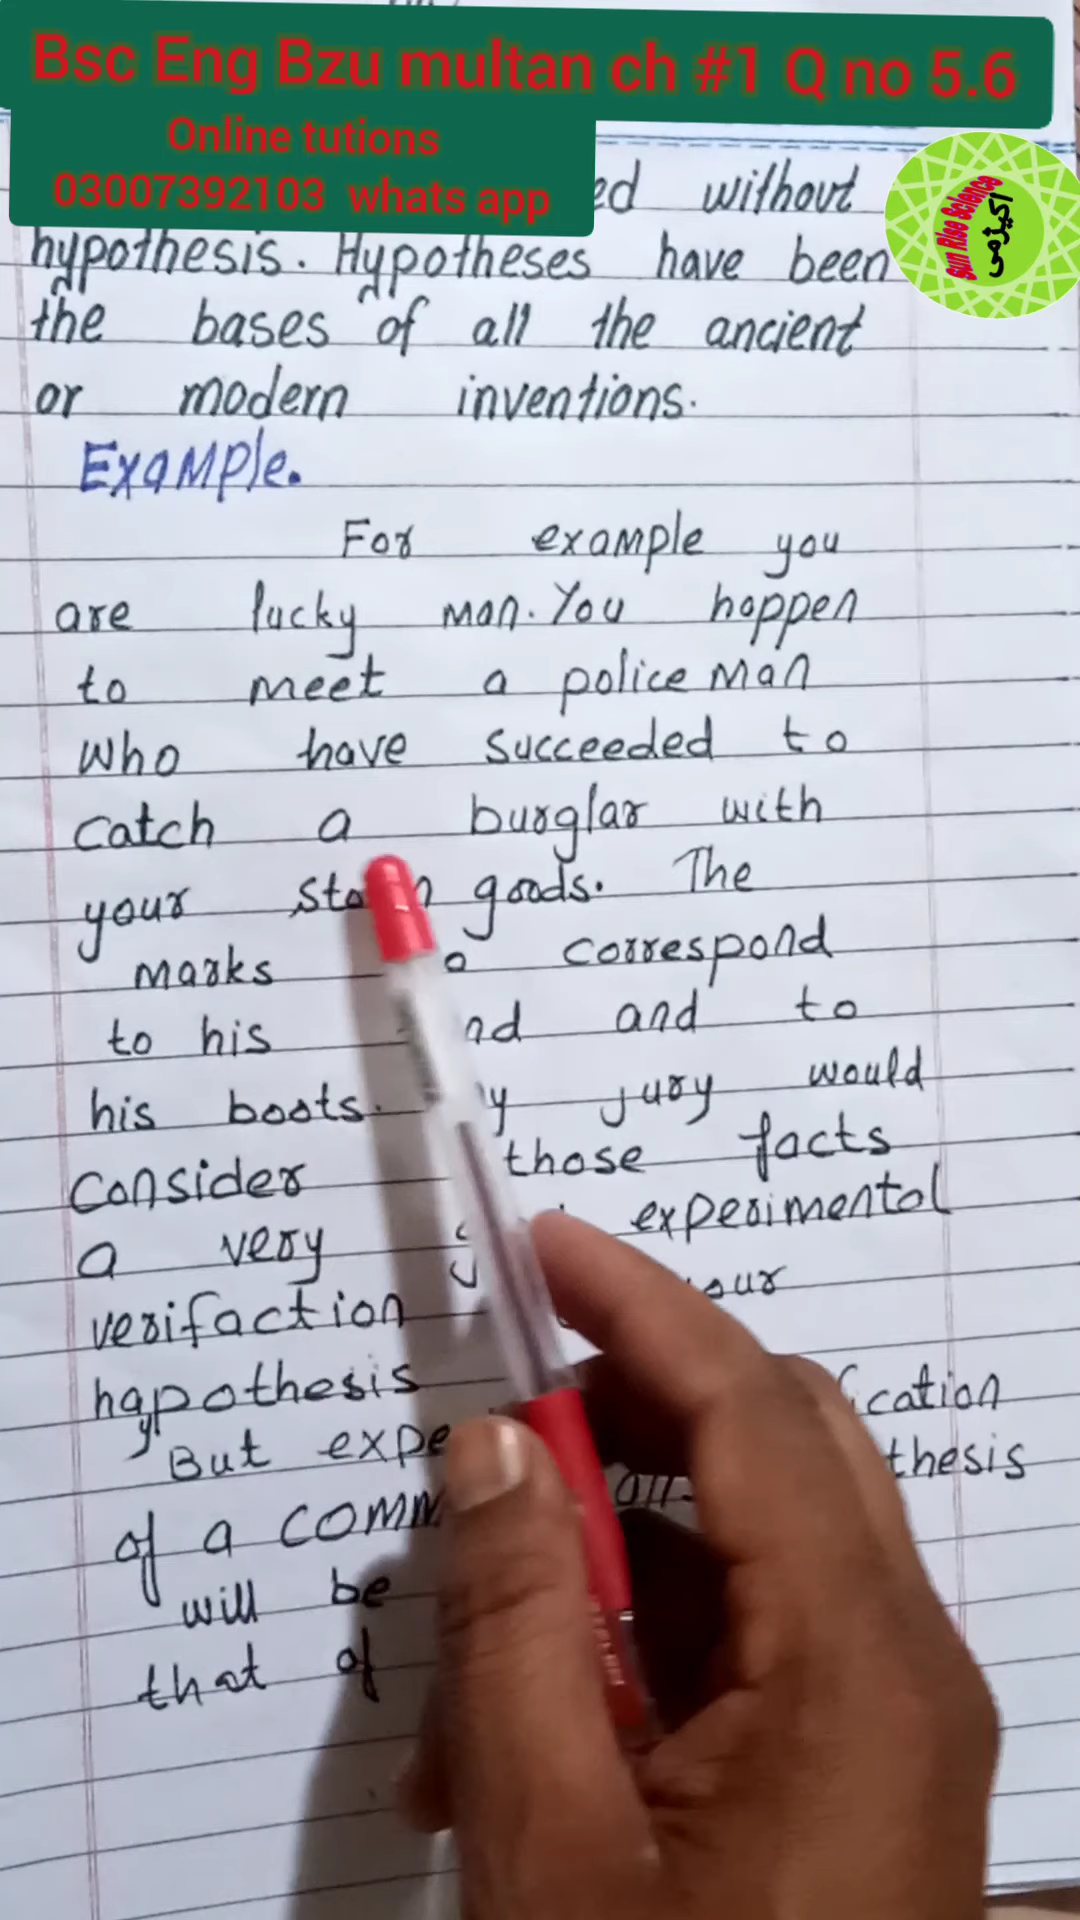 Bsc Eng Bzu multan ch #1 Q no 5.6
Online tutions
03007392103 whats app
Sun Rise Science
اکیڈمی
ed without
hypothesis. Hypotheses have been
the bases of all the ancient
or modern inventions.
Example.
For example you
are lucky man. You happen
to meet a police man
who have succeeded to
catch a burglar with
your goods. The
marks correspond
to his and to
his boots. jury would
consider those facts
a very experimental
verifaction
hapothesis
y
But expe ication
of a comm all thesis
will be
that of